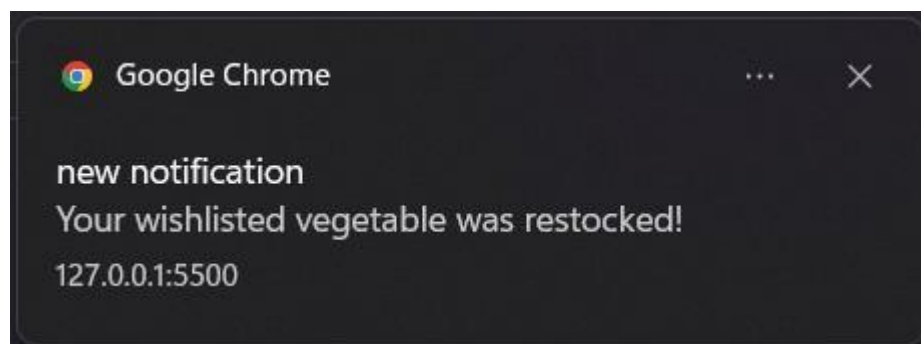 Google Chrome
new notification
Your wishlisted vegetable was restocked!
127.0.0.1:5500